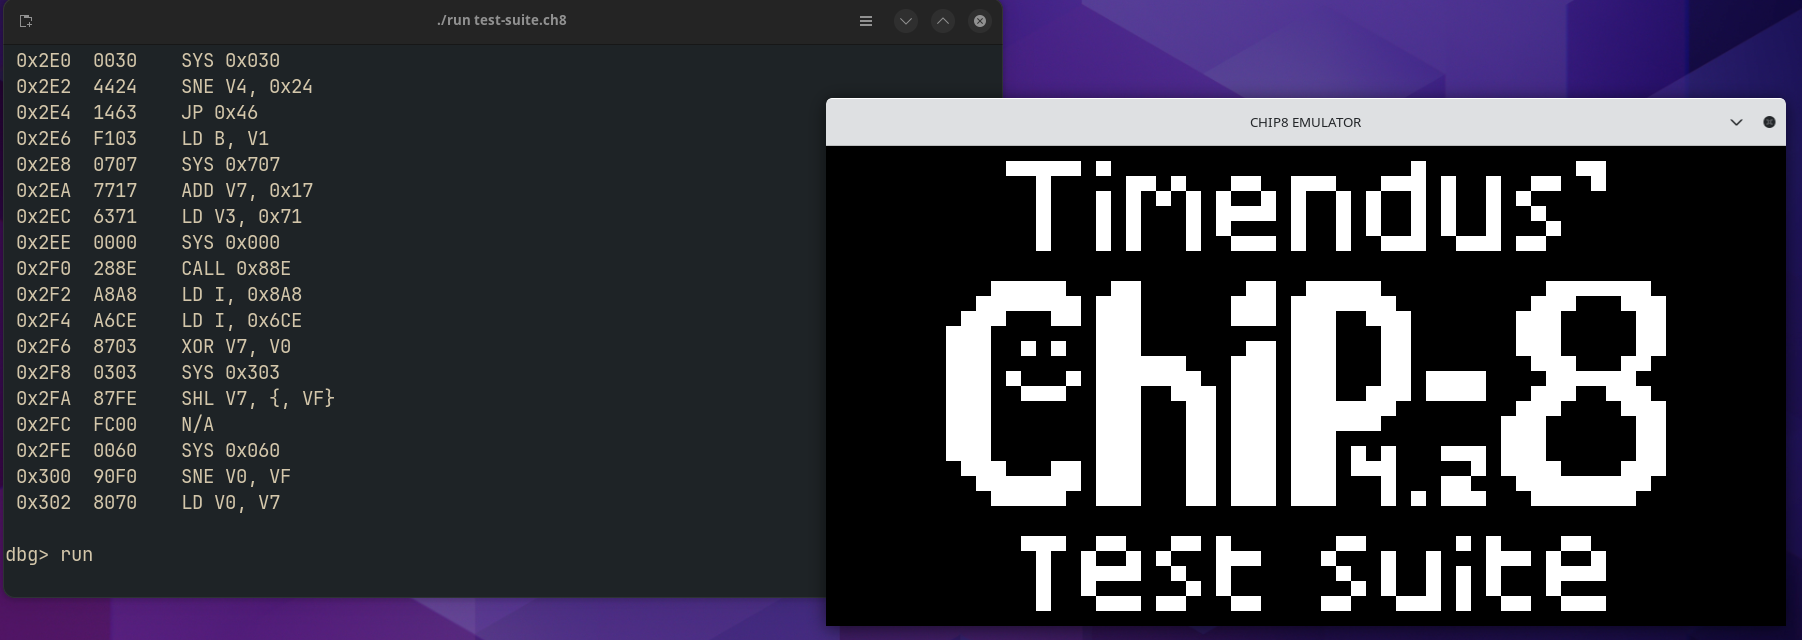 ./run test-suite.ch8
0x2E0 0030 SYS 0x030
0x2E2 4424 SNE V4, 0x24
0x2E4 1463 JP 0x46
0x2E6 F103 LD B, V1
0x2E8 0707 SYS 0x707
0x2EA 7717 ADD V7, 0x17
0x2EC 6371 LD V3, 0x71
0x2EE 0000 SYS 0x000
0x2F0 288E CALL 0x88E
0x2F2 A8A8 LD I, 0x8A8
0x2F4 A6CE LD I, 0x6CE
0x2F6 8703 XOR V7, V0
0x2F8 0303 SYS 0x303
0x2FA 87FE SHL V7, {, VF}
0x2FC FC00 N/A
0x2FE 0060 SYS 0x060
0x300 90F0 SNE V0, VF
0x302 8070 LD V0, V7
dbg> run
CHIP8 EMULATOR
Timendus'
ChiP-8
4.2
Test suite